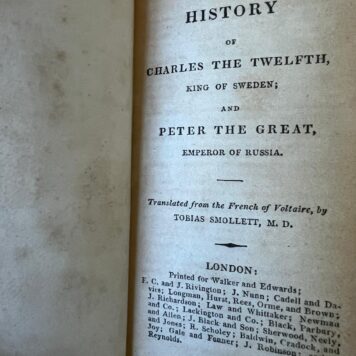 HISTORY
OF
CHARLES THE TWELFTH,
KING OF SWEDEN;
AND
PETER THE GREAT,
EMPEROR OF RUSSIA.
Translated from the French of Voltaire, by
TOBIAS SMOLLETT, M. D.
LONDON:
Printed for Walker and Edwards;
F. C. and J. Rivington; J. Nunn; Cadell and Da-
vies; Longman, Hurst, Rees, Orme, and Brown;
J. Richardson; Law and Whittaker; Newman
and Co.; Lackington and Co.; Black, Parbury,
and Allen; J. Black and Son; Sherwood, Neely,
and Jones; R. Scholey; Baldwin, Cradock, and
Joy; Gale and Fenner; J. Robinson;
Reynolds.